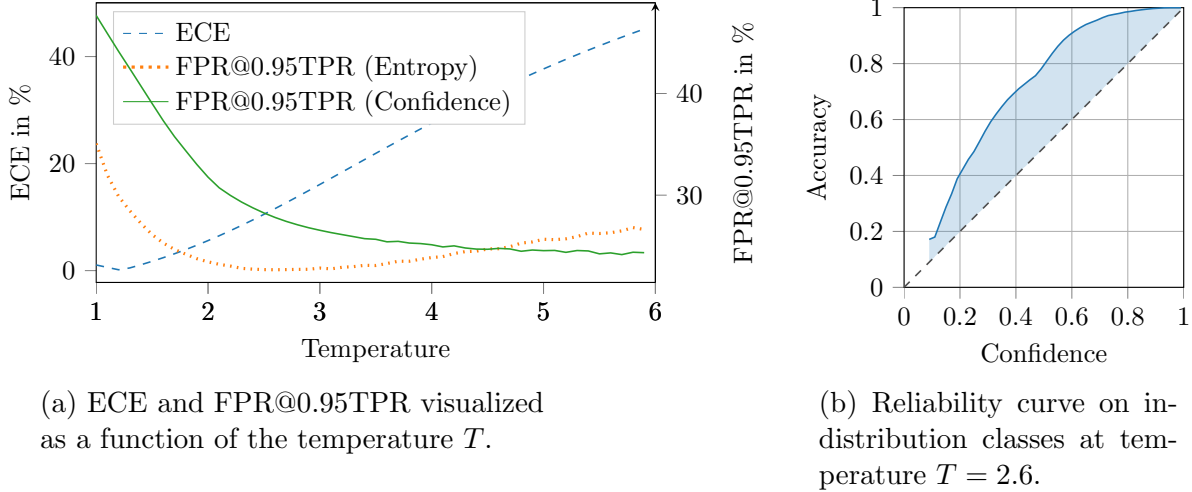 ECE
FPR@0.95TPR (Entropy)
FPR@0.95TPR (Confidence)
ECE in %
40
20
0
1
2
3
4
5
6
Temperature
40
30
FPR@0.95TPR in %
(a) ECE and FPR@0.95TPR visualized
as a function of the temperature T.
Accuracy
1
0.8
0.6
0.4
0.2
0
0
0.2
0.4
0.6
0.8
1
Confidence
(b) Reliability curve on in-
distribution classes at tem-
perature T = 2.6.